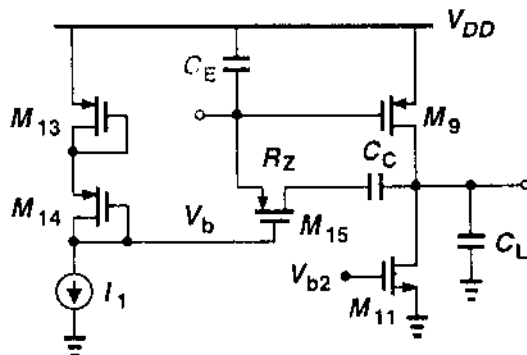 V_DD
C_E
M_13
M_9
R_Z
C_C
M_14
V_b
M_15
C_L
V_b2
I_1
M_11